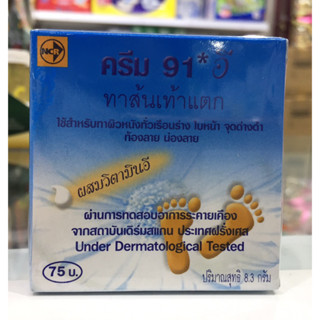 ครีม 91* อี
ทาส้นเท้าแตก
ใช้สำหรับทาผิวหนังทั่วเรือนร่าง ใบหน้า จุดด่างดำ
ท้องลาย น่องลาย
ผสมวิตามินอี
ผ่านการทดสอบอาการระคายเคือง
จากสถาบันเดิร์มสแกน ประเทศฝรั่งเศส
Under Dermatological Tested
75 บ.
ปริมาณสุทธิ 8.3 กรัม